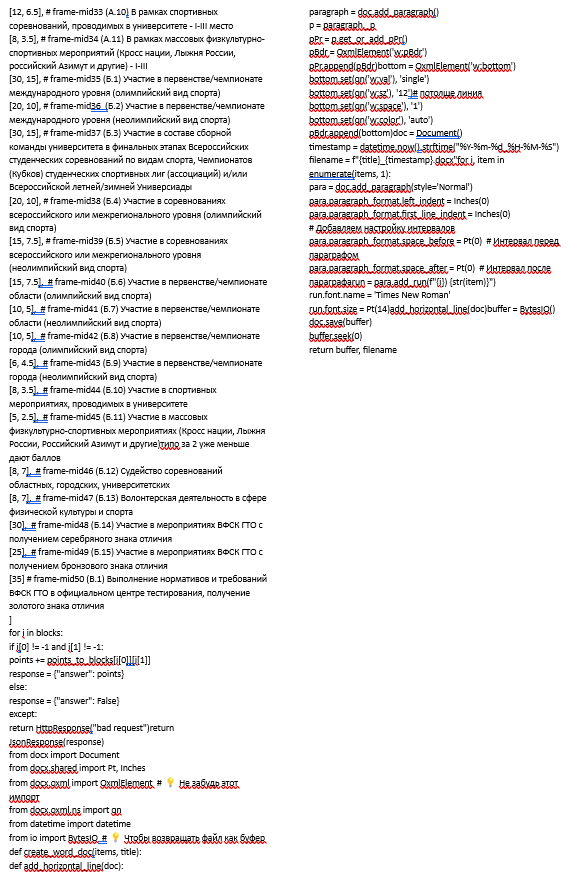 [12, 6.5], # frame-mid33 (А.10) В рамках спортивных
соревнований, проводимых в университете - I-III место
[8, 3.5], # frame-mid34 (А.11) В рамках массовых физкультурно-
спортивных мероприятий (Кросс нации, Лыжня России,
российский Азимут и другие) - I-III
[30, 15], # frame-mid35 (Б.1) Участие в первенстве/чемпионате
международного уровня (олимпийский вид спорта)
[20, 10], # frame-mid36_(Б.2) Участие в первенстве/чемпионате
международного уровня (неолимпийский вид спорта)
[30, 15], # frame-mid37 (Б.3) Участие в составе сборной
команды университета в финальных этапах Всероссийских
студенческих соревнований по видам спорта, Чемпионатов
(Кубков) студенческих спортивных лиг (ассоциаций) и/или
Всероссийской летней/зимней Универсиады
[20, 10], # frame-mid38 (Б.4) Участие в соревнованиях
всероссийского или межрегионального уровня (олимпийский
вид спорта)
[15, 7.5], # frame-mid39 (Б.5) Участие в соревнованиях
всероссийского или межрегионального уровня
(неолимпийский вид спорта)
[15, 7.5], # frame-mid40 (Б.6) Участие в первенстве/чемпионате
области (олимпийский вид спорта)
[10, 5], # frame-mid41 (Б.7) Участие в первенстве/чемпионате
области (неолимпийский вид спорта)
[10, 5], # frame-mid42 (Б.8) Участие в первенстве/чемпионате
города (олимпийский вид спорта)
[6, 4.5], # frame-mid43 (Б.9) Участие в первенстве/чемпионате
города (неолимпийский вид спорта)
[8, 3.5], # frame-mid44 (Б.10) Участие в спортивных
мероприятиях, проводимых в университете
[5, 2.5], # frame-mid45 (Б.11) Участие в массовых
физкультурно-спортивных мероприятиях (Кросс нации, Лыжня
России, Российский Азимут и другие)типо за 2 уже меньше
дают баллов
[8, 7], # frame-mid46 (Б.12) Судейство соревнований
областных, городских, университетских
[8, 7], # frame-mid47 (Б.13) Волонтерская деятельность в сфере
физической культуры и спорта
[30], # frame-mid48 (Б.14) Участие в мероприятиях ВФСК ГТО с
получением серебряного знака отличия
[25], # frame-mid49 (Б.15) Участие в мероприятиях ВФСК ГТО с
получением бронзового знака отличия
[35] # frame-mid50 (Б.1) Выполнение нормативов и требований
ВФСК ГТО в официальном центре тестирования, получение
золотого знака отличия
]
for i in blocks:
if i[0] != -1 and i[1] != -1:
points += points_to_blocks[i[0]][i[1]]
response = {"answer": points}
else:
response = {"answer": False}
except:
return HttpResponse("bad request")return
JsonResponse(response)
from docx import Document
from docx.shared import Pt, Inches
from docx.oxml import OxmlElement # 💡 Не забудь этот
импорт
from docx.oxml.ns import qn
from datetime import datetime
from io import BytesIO # 💡 Чтобы возвращать файл как буфер
def create_word_doc(items, title):
def add_horizontal_line(doc):
paragraph = doc.add_paragraph()
p = paragraph._p
pPr = p.get_or_add_pPr()
pBdr = OxmlElement('w:pBdr')
pPr.append(pBdr)bottom = OxmlElement('w:bottom')
bottom.set(qn('w:val'), 'single')
bottom.set(qn('w:sz'), '12')# потолще линия
bottom.set(qn('w:space'), '1')
bottom.set(qn('w:color'), 'auto')
pBdr.append(bottom)doc = Document()
timestamp = datetime.now().strftime("%Y-%m-%d_%H-%M-%S")
filename = f"{title}_{timestamp}.docx"for j, item in
enumerate(items, 1):
para = doc.add_paragraph(style='Normal')
para.paragraph_format.left_indent = Inches(0)
para.paragraph_format.first_line_indent = Inches(0)
# Добавляем настройку интервалов
para.paragraph_format.space_before = Pt(0) # Интервал перед
параграфом
para.paragraph_format.space_after = Pt(0) # Интервал после
параграфаrun = para.add_run(f"{j}) {str(item)}")
run.font.name = 'Times New Roman'
run.font.size = Pt(14)add_horizontal_line(doc)buffer = BytesIO()
doc.save(buffer)
buffer.seek(0)
return buffer, filename